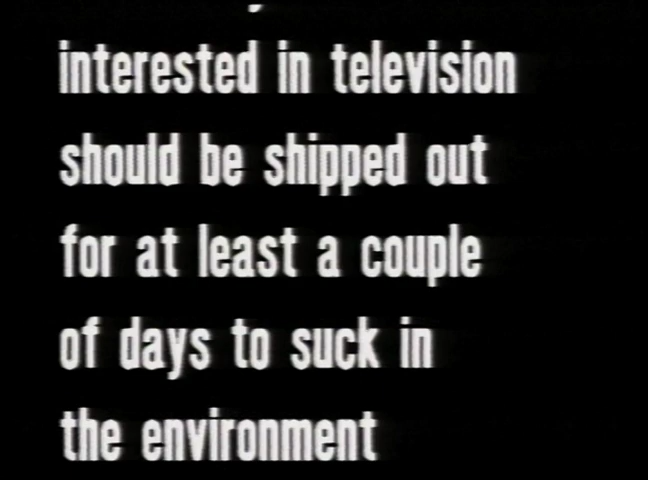 interested in television
should be shipped out
for at least a couple
of days to suck in
the environment